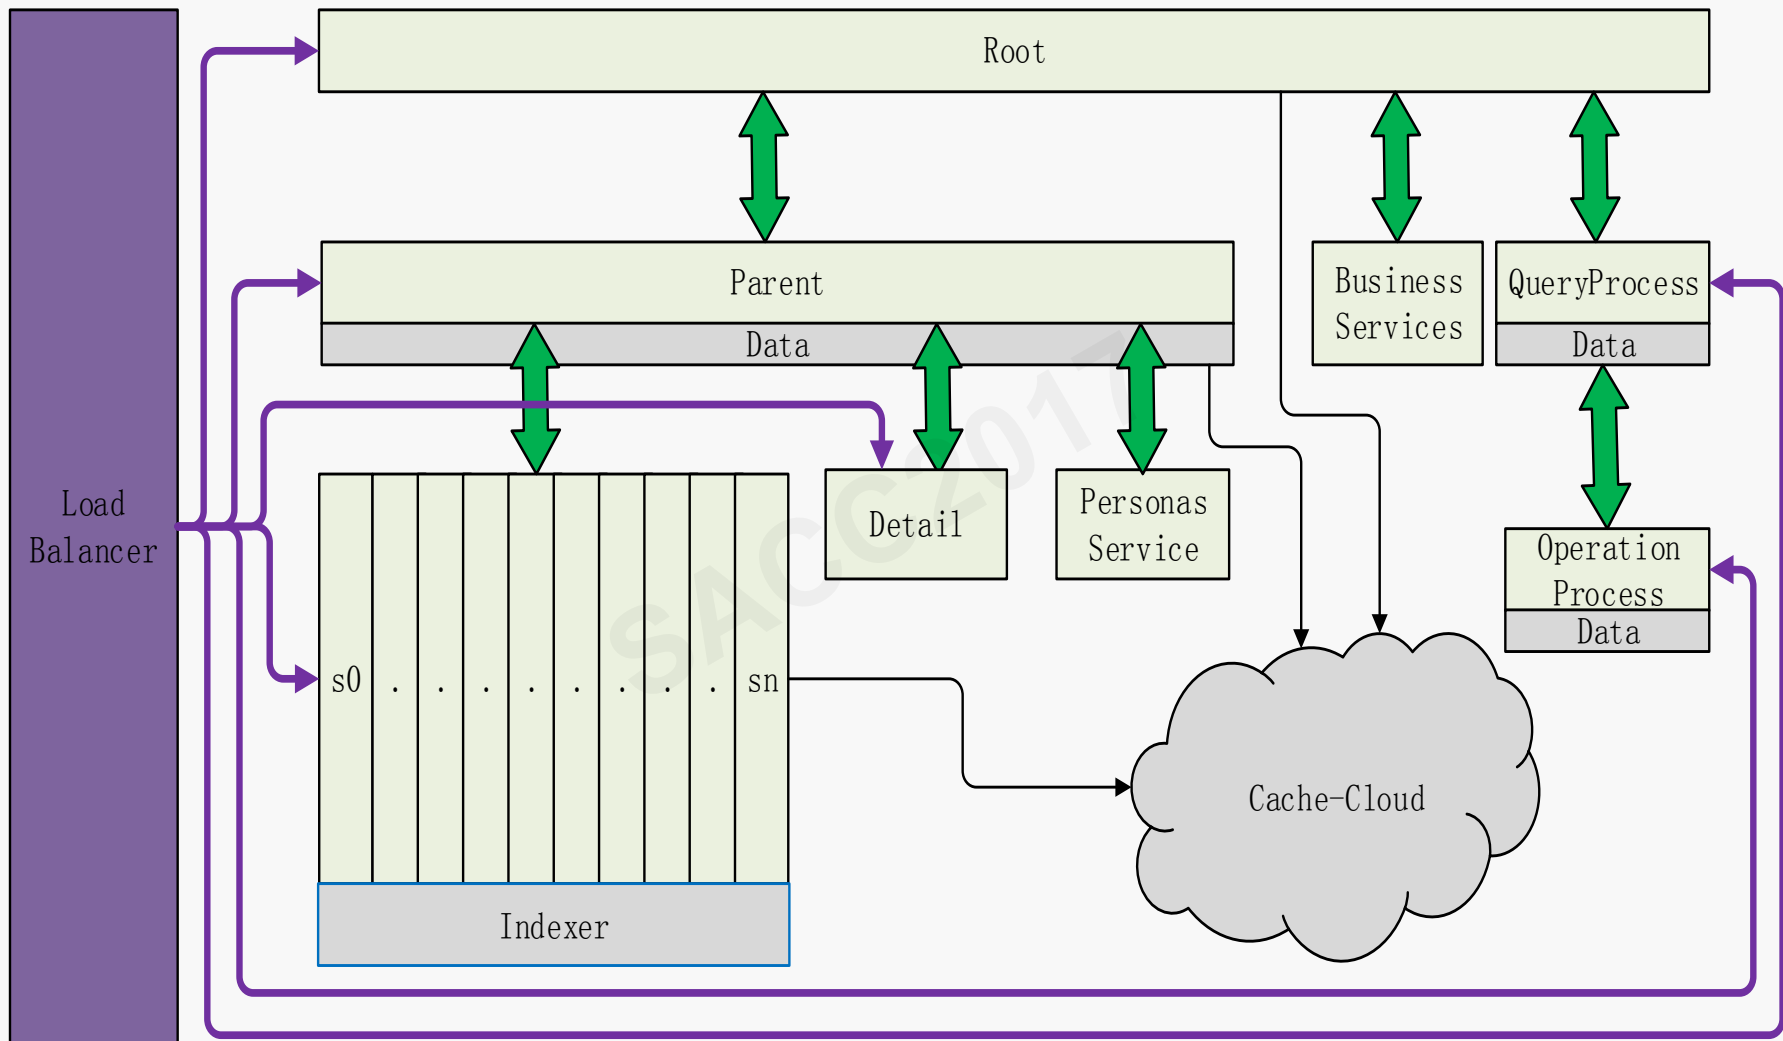 Root
Parent
Data
Business
Services
QueryProcess
Data
Load
Balancer
Detail
Personas
Service
Operation
Process
Data
s0 . . . . . . . . sn
Cache-Cloud
Indexer
SACC2017